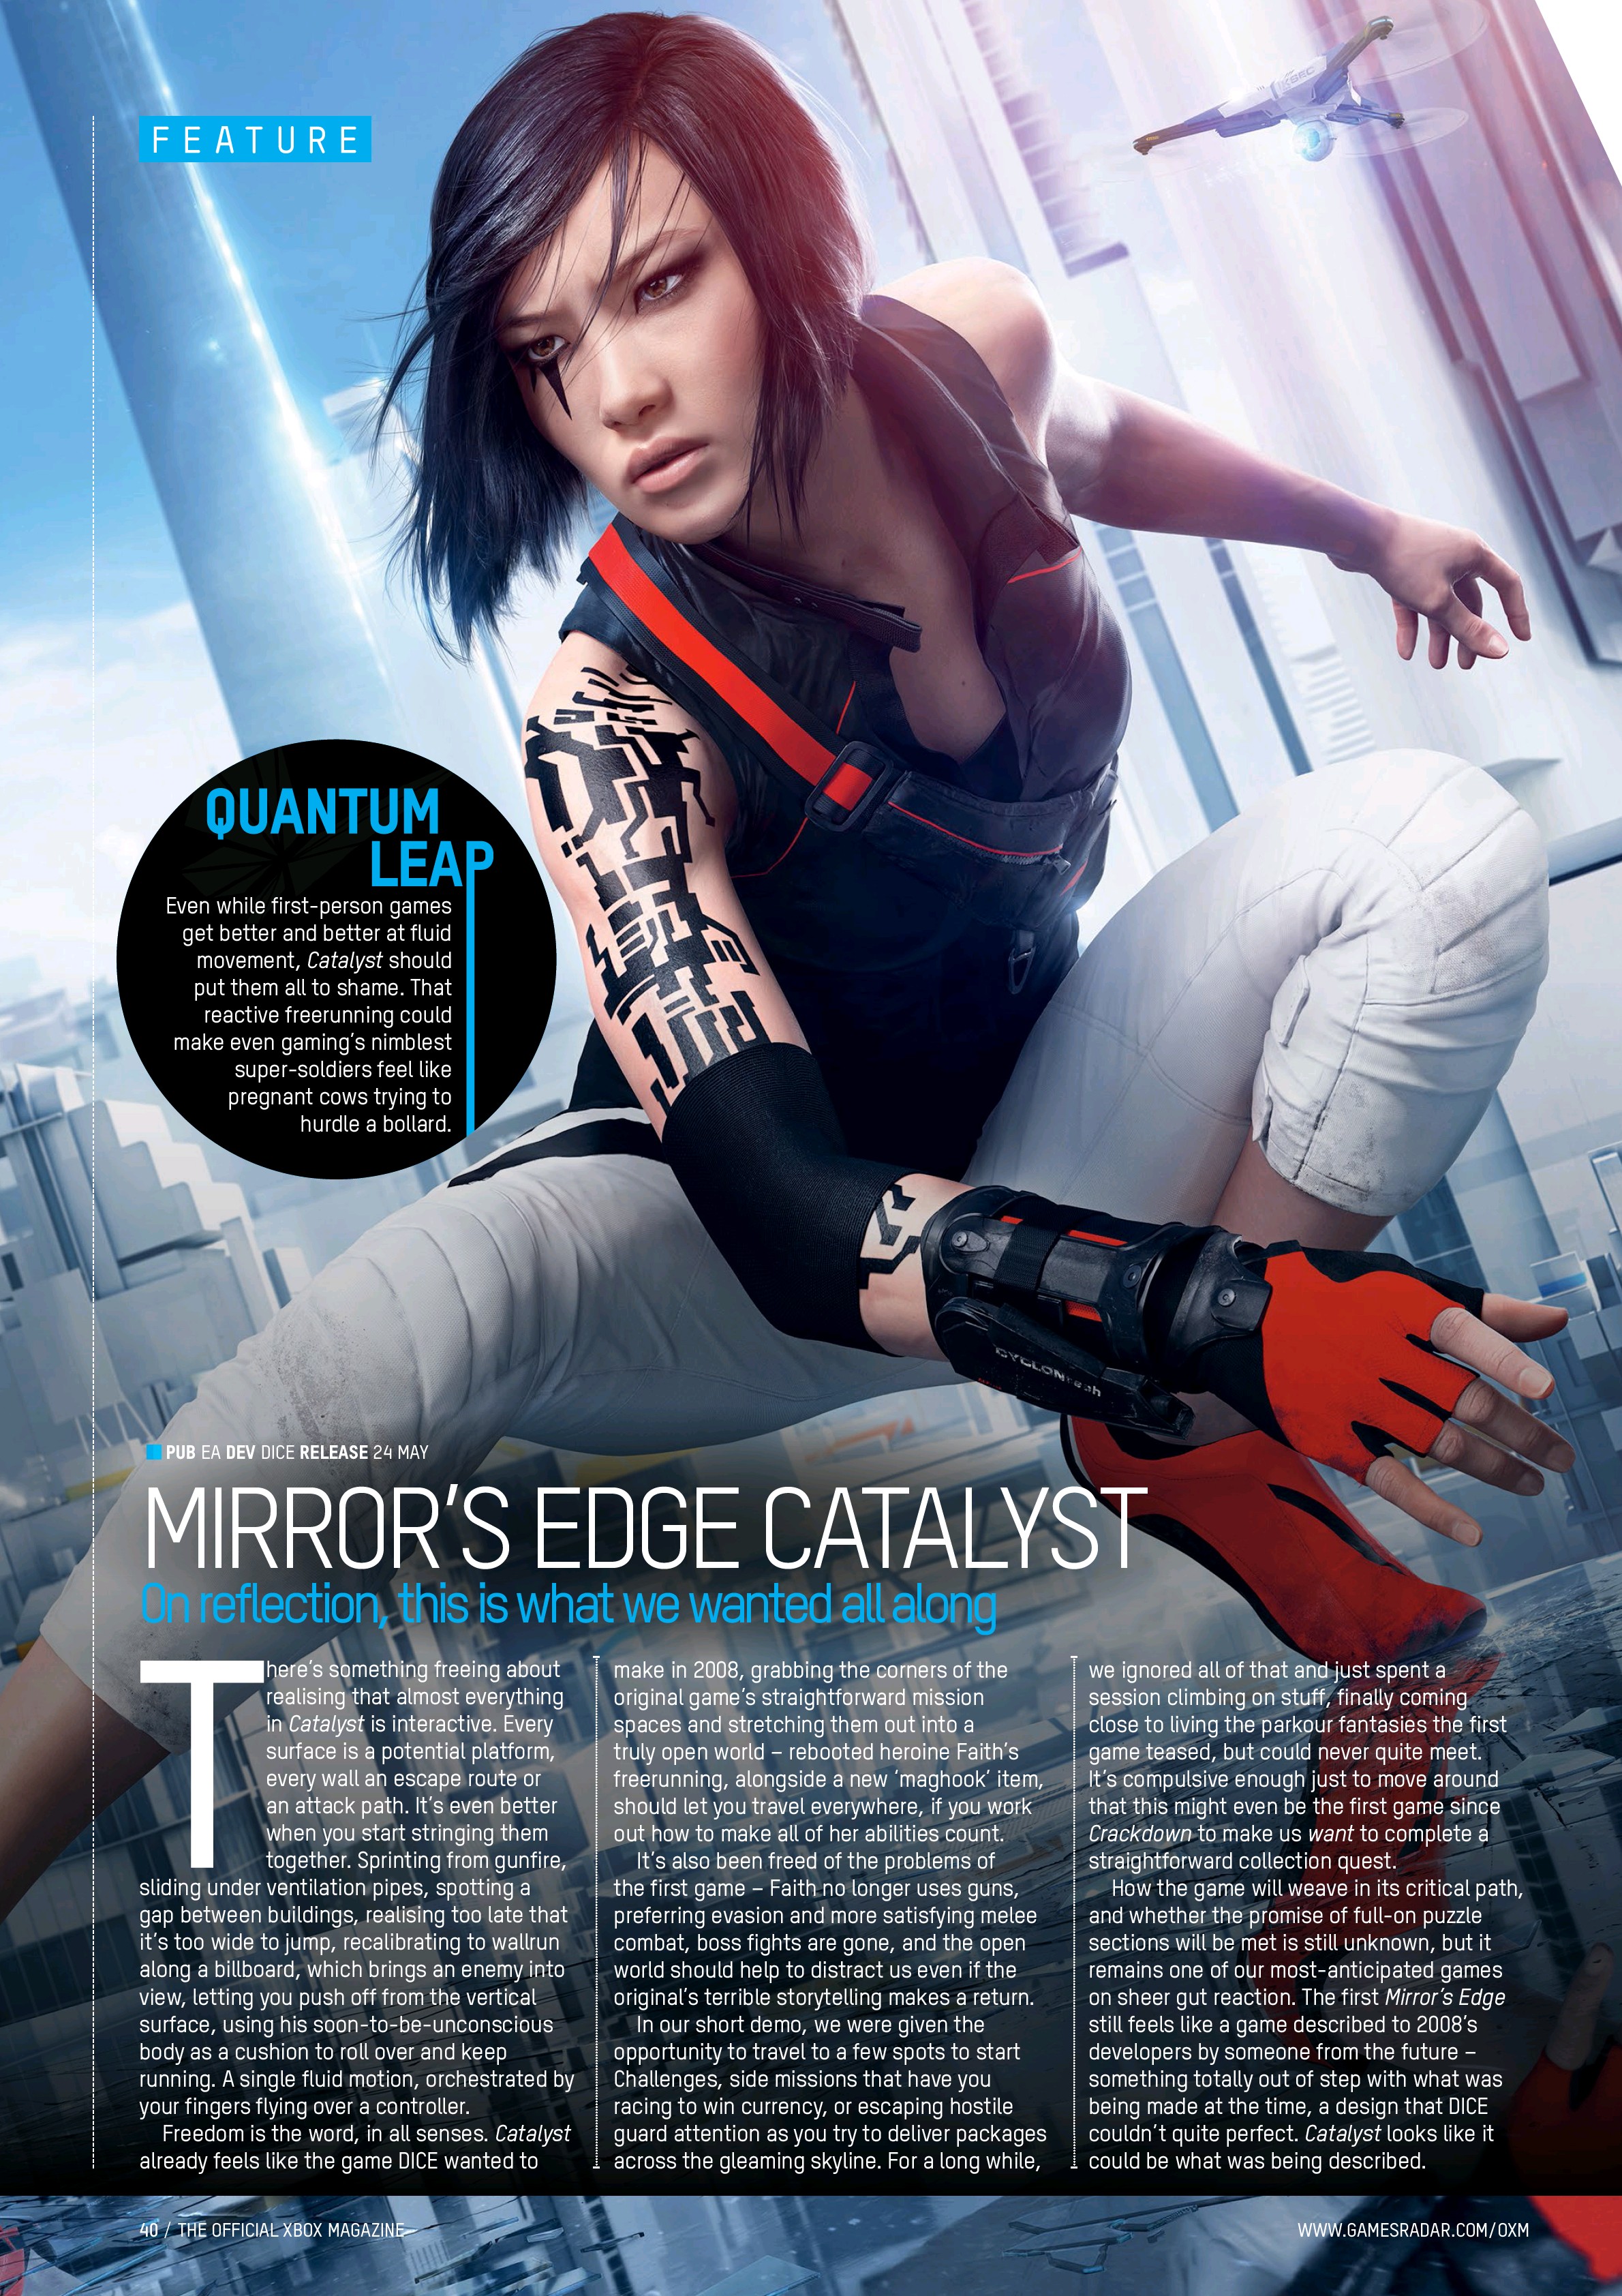 FEATURE
KSEC
QUANTUM
LEAP
Even while first-person games
get better and better at fluid
movement, Catalyst should
put them all to shame. That
reactive freerunning could
make even gaming's nimblest
super-soldiers feel like
pregnant cows trying to
hurdle a bollard.
CYCLONtech
PUB EA DEV DICE RELEASE 24 MAY
MIRROR'S EDGE CATALYST
On reflection, this is what we wanted all along
There's something freeing about
realising that almost everything
in Catalyst is interactive. Every
surface is a potential platform,
every wall an escape route or
an attack path. It's even better
when you start stringing them
together. Sprinting from gunfire,
sliding under ventilation pipes, spotting a
gap between buildings, realising too late that
it's too wide to jump, recalibrating to wallrun
along a billboard, which brings an enemy into
view, letting you push off from the vertical
surface, using his soon-to-be-unconscious
body as a cushion to roll over and keep
running. A single fluid motion, orchestrated by
your fingers flying over a controller.
Freedom is the word, in all senses. Catalyst
already feels like the game DICE wanted to
make in 2008, grabbing the corners of the
original game's straightforward mission
spaces and stretching them out into a
truly open world – rebooted heroine Faith's
freerunning, alongside a new 'maghook' item,
should let you travel everywhere, if you work
out how to make all of her abilities count.
It's also been freed of the problems of
the first game – Faith no longer uses guns,
preferring evasion and more satisfying melee
combat, boss fights are gone, and the open
world should help to distract us even if the
original's terrible storytelling makes a return.
In our short demo, we were given the
opportunity to travel to a few spots to start
Challenges, side missions that have you
racing to win currency, or escaping hostile
guard attention as you try to deliver packages
across the gleaming skyline. For a long while,
we ignored all of that and just spent a
session climbing on stuff, finally coming
close to living the parkour fantasies the first
game teased, but could never quite meet.
It's compulsive enough just to move around
that this might even be the first game since
Crackdown to make us want to complete a
straightforward collection quest.
How the game will weave in its critical path,
and whether the promise of full-on puzzle
sections will be met is still unknown, but it
remains one of our most-anticipated games
on sheer gut reaction. The first Mirror's Edge
still feels like a game described to 2008's
developers by someone from the future –
something totally out of step with what was
being made at the time, a design that DICE
couldn't quite perfect. Catalyst looks like it
could be what was being described.
40 / THE OFFICIAL XBOX MAGAZINE
WWW.GAMESRADAR.COM/OXM